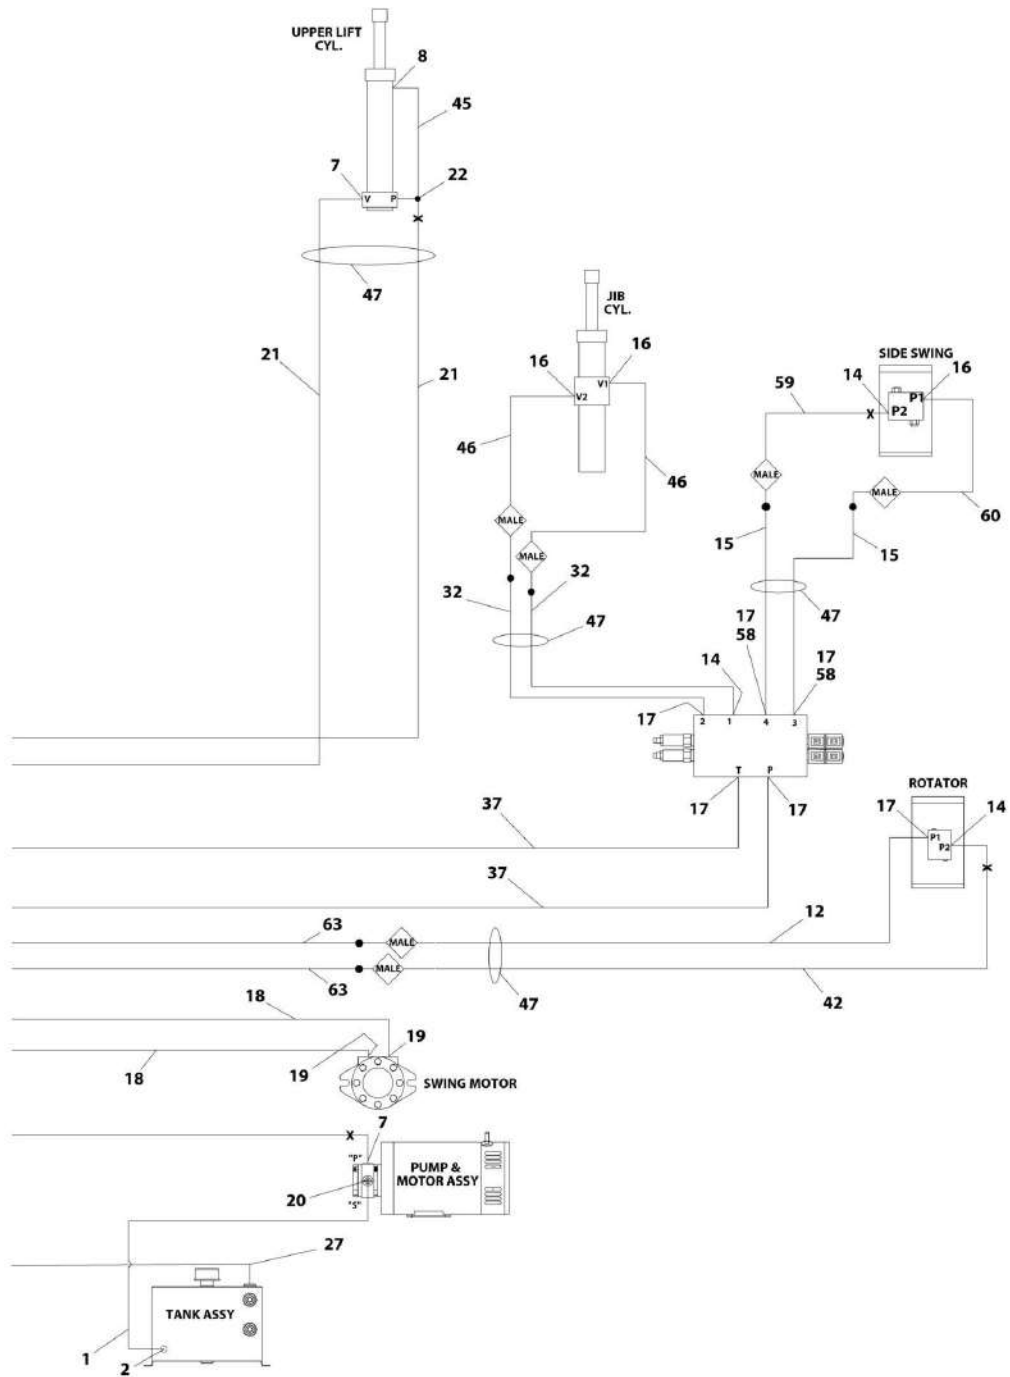 UPPER LIFT
CYL.
8
45
7
22
V
P
X
47
21
21
JIB
CYL.
16
16
V1
V2
46
46
MALE
MALE
32
32
47
SIDE SWING
59
14
16
P1
P2
X
MALE
MALE
60
15
15
47
17
58
17
58
14
17
2
1
4
3
T
P
17
17
ROTATOR
17
14
P1
P2
X
37
37
12
63
MALE
MALE
63
47
42
18
19
19
18
SWING MOTOR
X
7
"P"
PUMP &
MOTOR ASSY
20
"S"
27
TANK ASSY
1
2